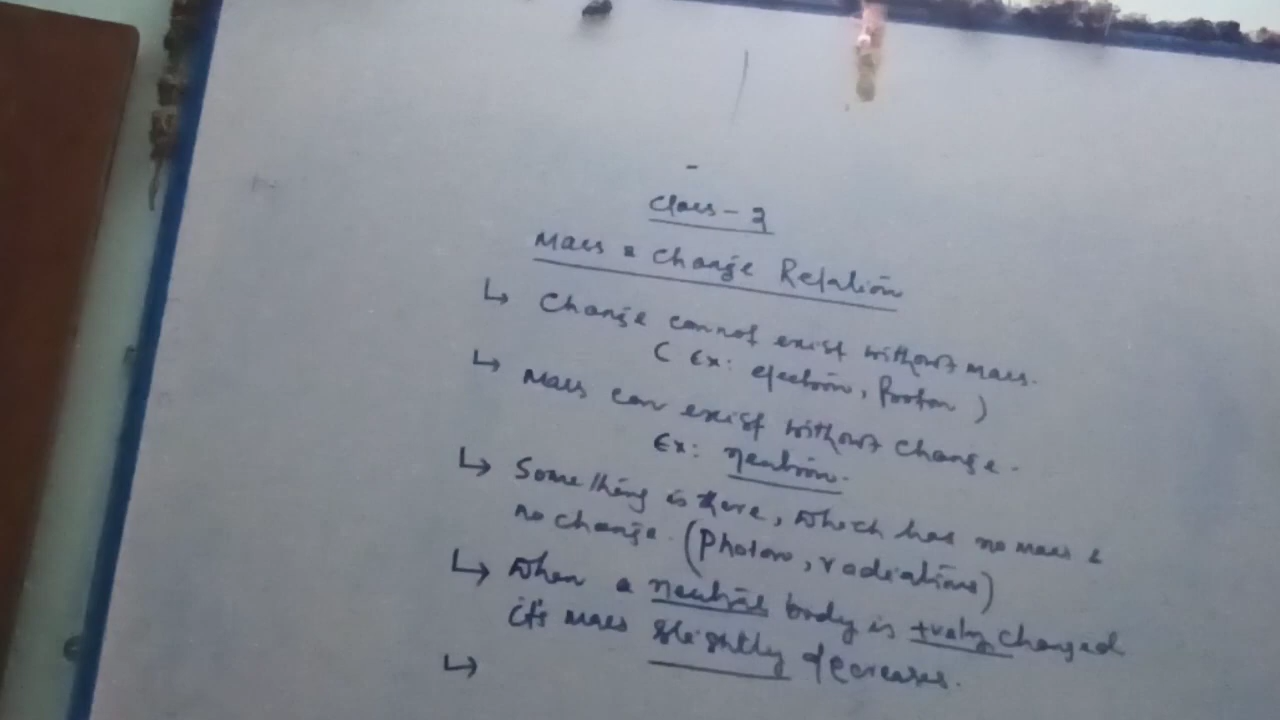 Class - 2
Mass & Charge Relation
↳ Charge cannot exist without mass.
( Ex: electron, Proton )
↳ Mass can exist without charge.
Ex: neutron.
↳ Something is there, which has no mass &
no charge. (Photon, radiations)
↳ When a neutral body is +vely charged
it's mass slightly decreases.
↳